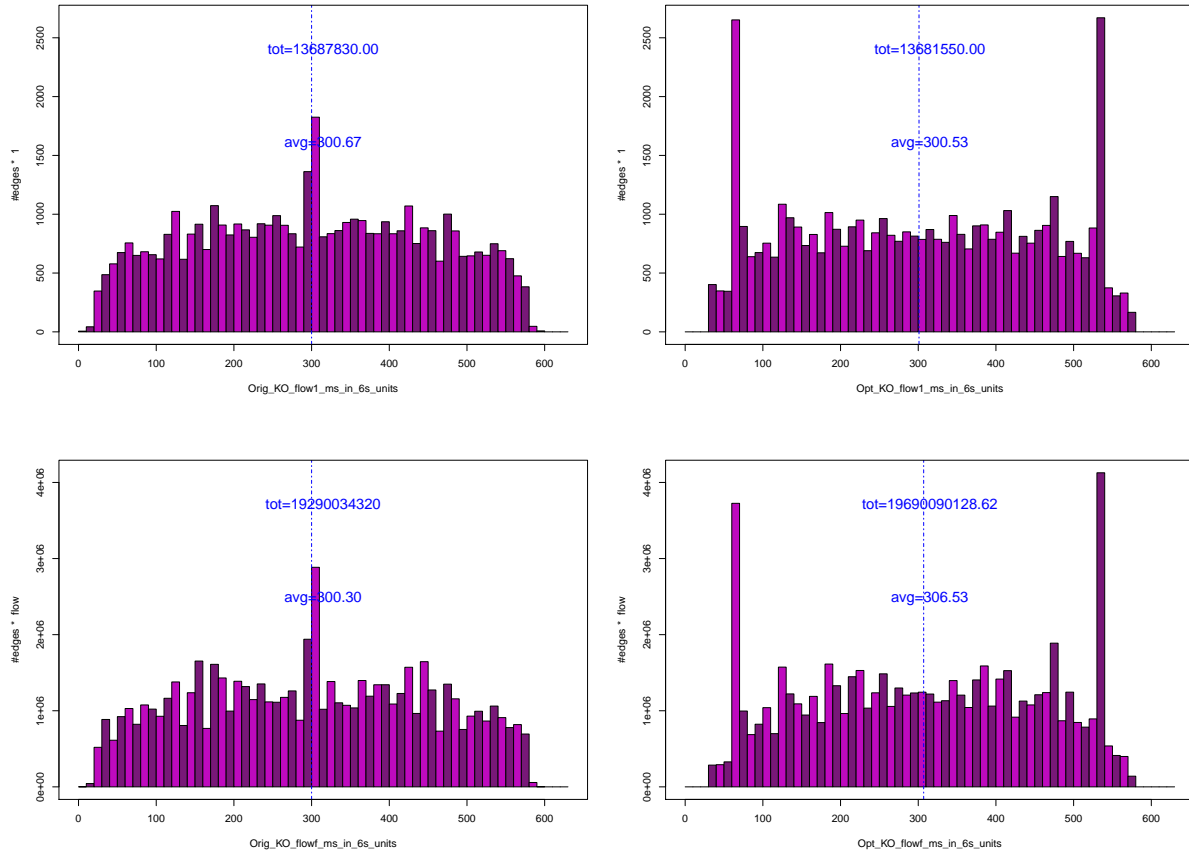 2500
2000
1500
1000
500
0
#edges * 1
tot=13687830.00
avg=300.67
0 100 200 300 400 500 600
Orig_KO_flow1_ms_in_6s_units
2500
2000
1500
1000
500
0
#edges * 1
tot=13681550.00
avg=300.53
0 100 200 300 400 500 600
Opt_KO_flow1_ms_in_6s_units
4e+06
3e+06
2e+06
1e+06
0e+00
#edges * flow
tot=19290034320
avg=300.30
0 100 200 300 400 500 600
Orig_KO_flowf_ms_in_6s_units
4e+06
3e+06
2e+06
1e+06
0e+00
#edges * flow
tot=19690090128.62
avg=306.53
0 100 200 300 400 500 600
Opt_KO_flowf_ms_in_6s_units